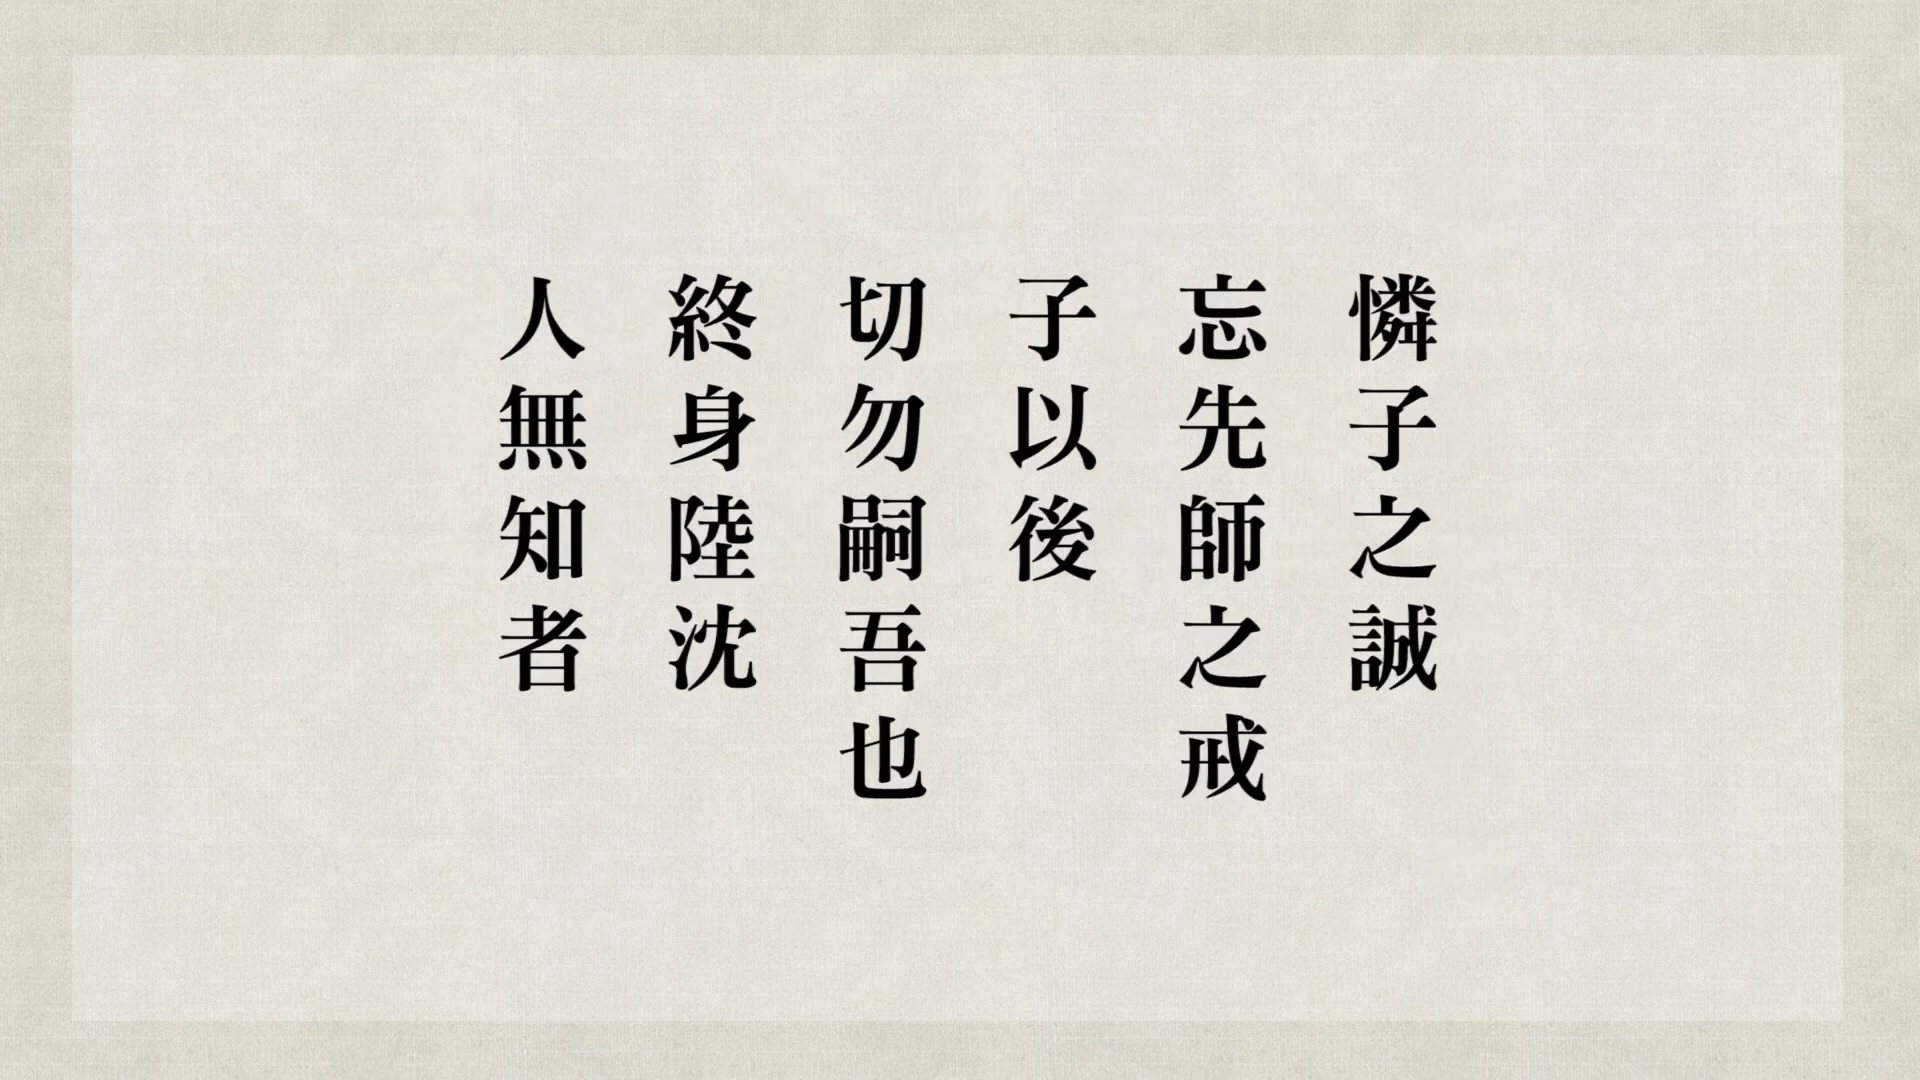 憐子之誠
忘先師之戒
子以後
切勿嗣吾也
終身陸沈
人無知者